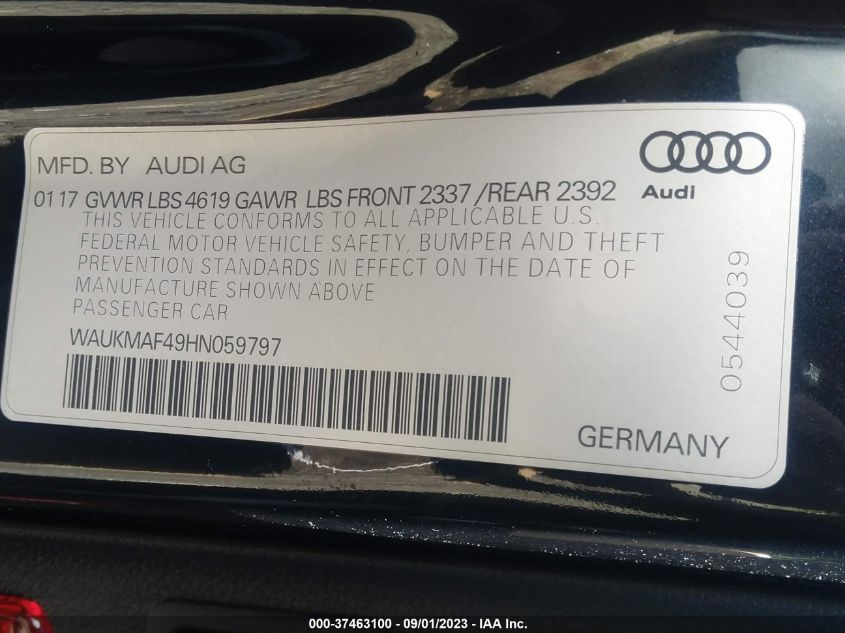 MFD. BY AUDI AG
Audi
01 17 GVWR LBS 4619 GAWR LBS FRONT 2337 /REAR 2392
THIS VEHICLE CONFORMS TO ALL APPLICABLE U.S.
FEDERAL MOTOR VEHICLE SAFETY, BUMPER AND THEFT
PREVENTION STANDARDS IN EFFECT ON THE DATE OF
MANUFACTURE SHOWN ABOVE
PASSENGER CAR
WAUKMAF49HN059797
0544039
GERMANY
000-37463100 - 09/01/2023 - IAA Inc.